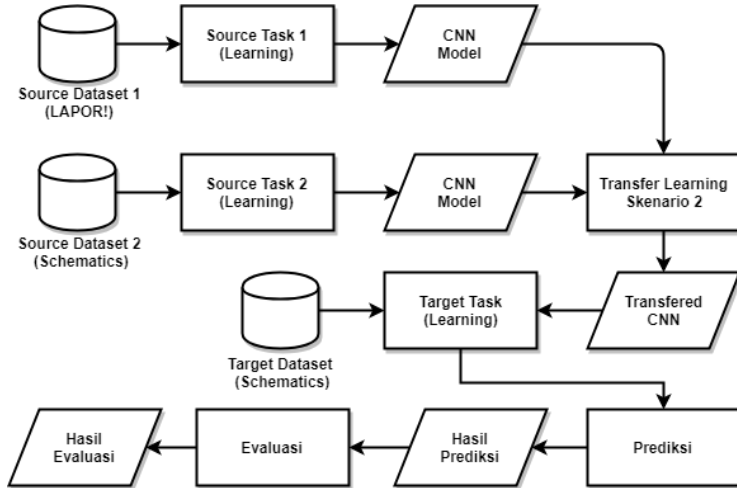 Source Task 1
(Learning)
CNN
Model
Source Dataset 1
(LAPOR!)
Source Task 2
(Learning)
CNN
Model
Transfer Learning
Skenario 2
Source Dataset 2
(Schematics)
Target Task
(Learning)
Transfered
CNN
Target Dataset
(Schematics)
Hasil
Evaluasi
Evaluasi
Hasil
Prediksi
Prediksi